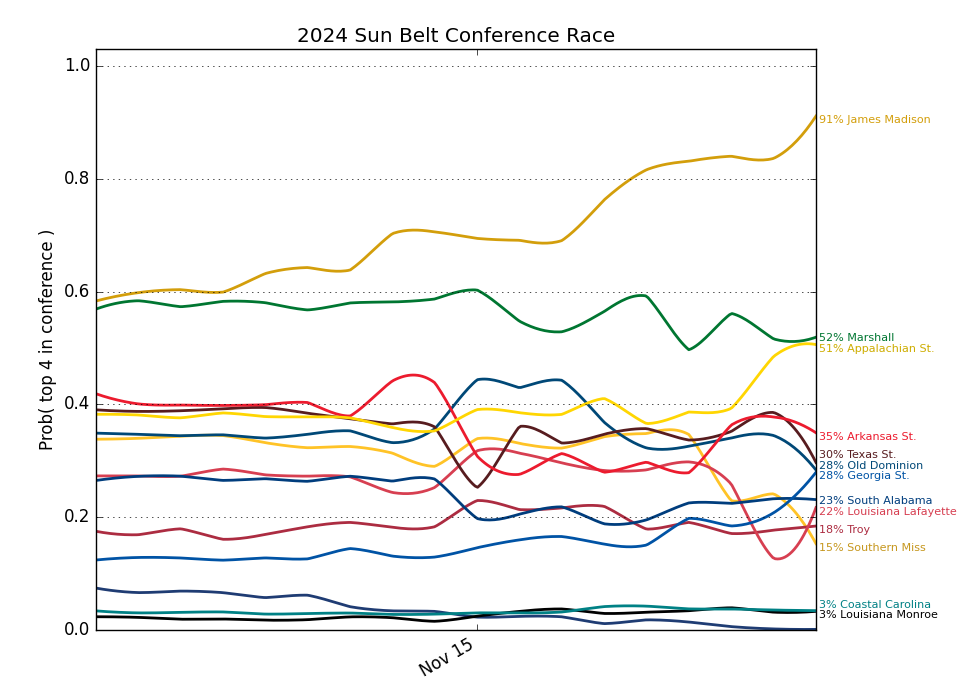 2024 Sun Belt Conference Race
Prob( top 4 in conference )
1.0
0.8
0.6
0.4
0.2
0.0
Nov 15
91% James Madison
52% Marshall
51% Appalachian St.
35% Arkansas St.
30% Texas St.
28% Old Dominion
28% Georgia St.
23% South Alabama
22% Louisiana Lafayette
18% Troy
15% Southern Miss
3% Coastal Carolina
3% Louisiana Monroe